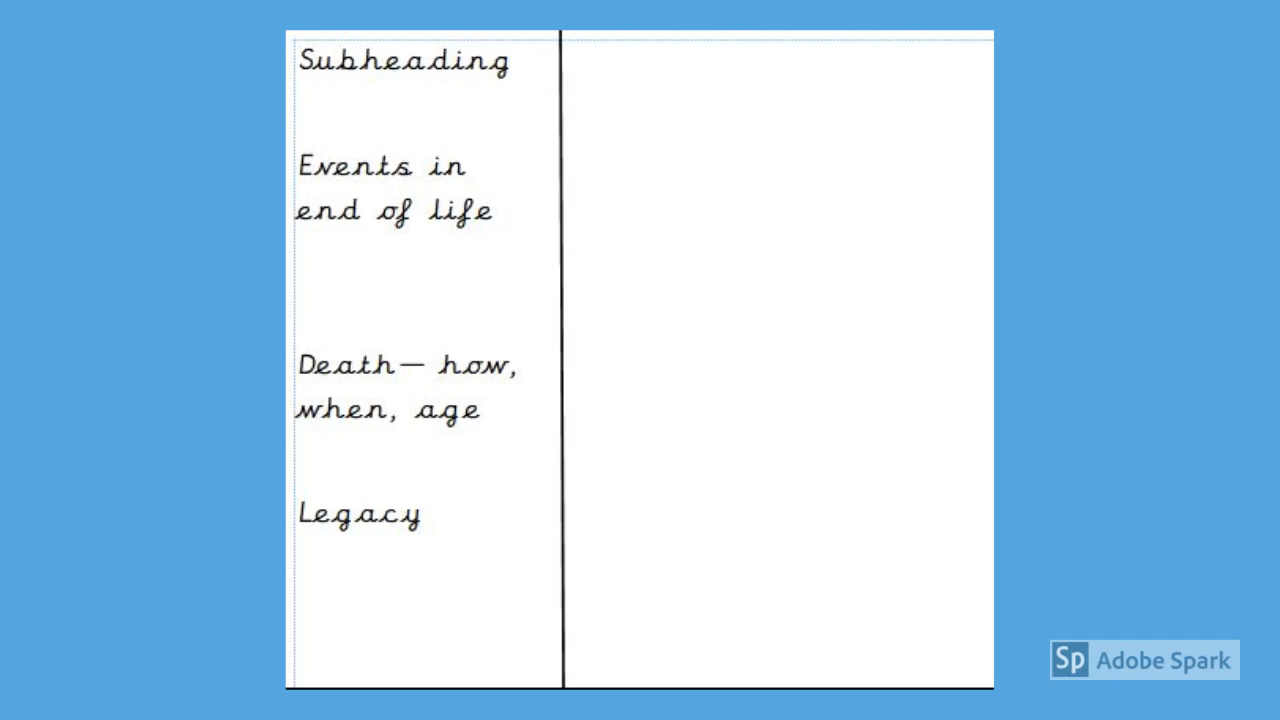 Subheading
Events in
end of life
Death— how,
when, age
Legacy
Sp Adobe Spark